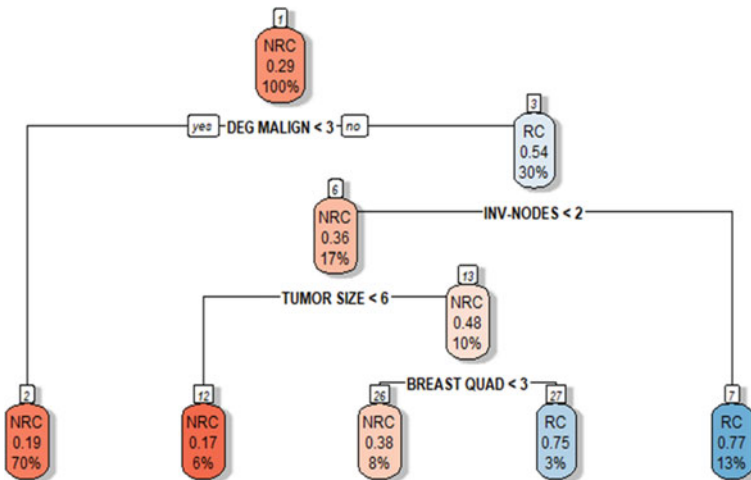 1
NRC
0.29
100%
yes DEG MALIGN < 3 no
3
RC
0.54
30%
6
NRC
0.36
17%
INV-NODES < 2
13
NRC
0.48
10%
TUMOR SIZE < 6
BREAST QUAD < 3
2
NRC
0.19
70%
12
NRC
0.17
6%
26
NRC
0.38
8%
27
RC
0.75
3%
7
RC
0.77
13%